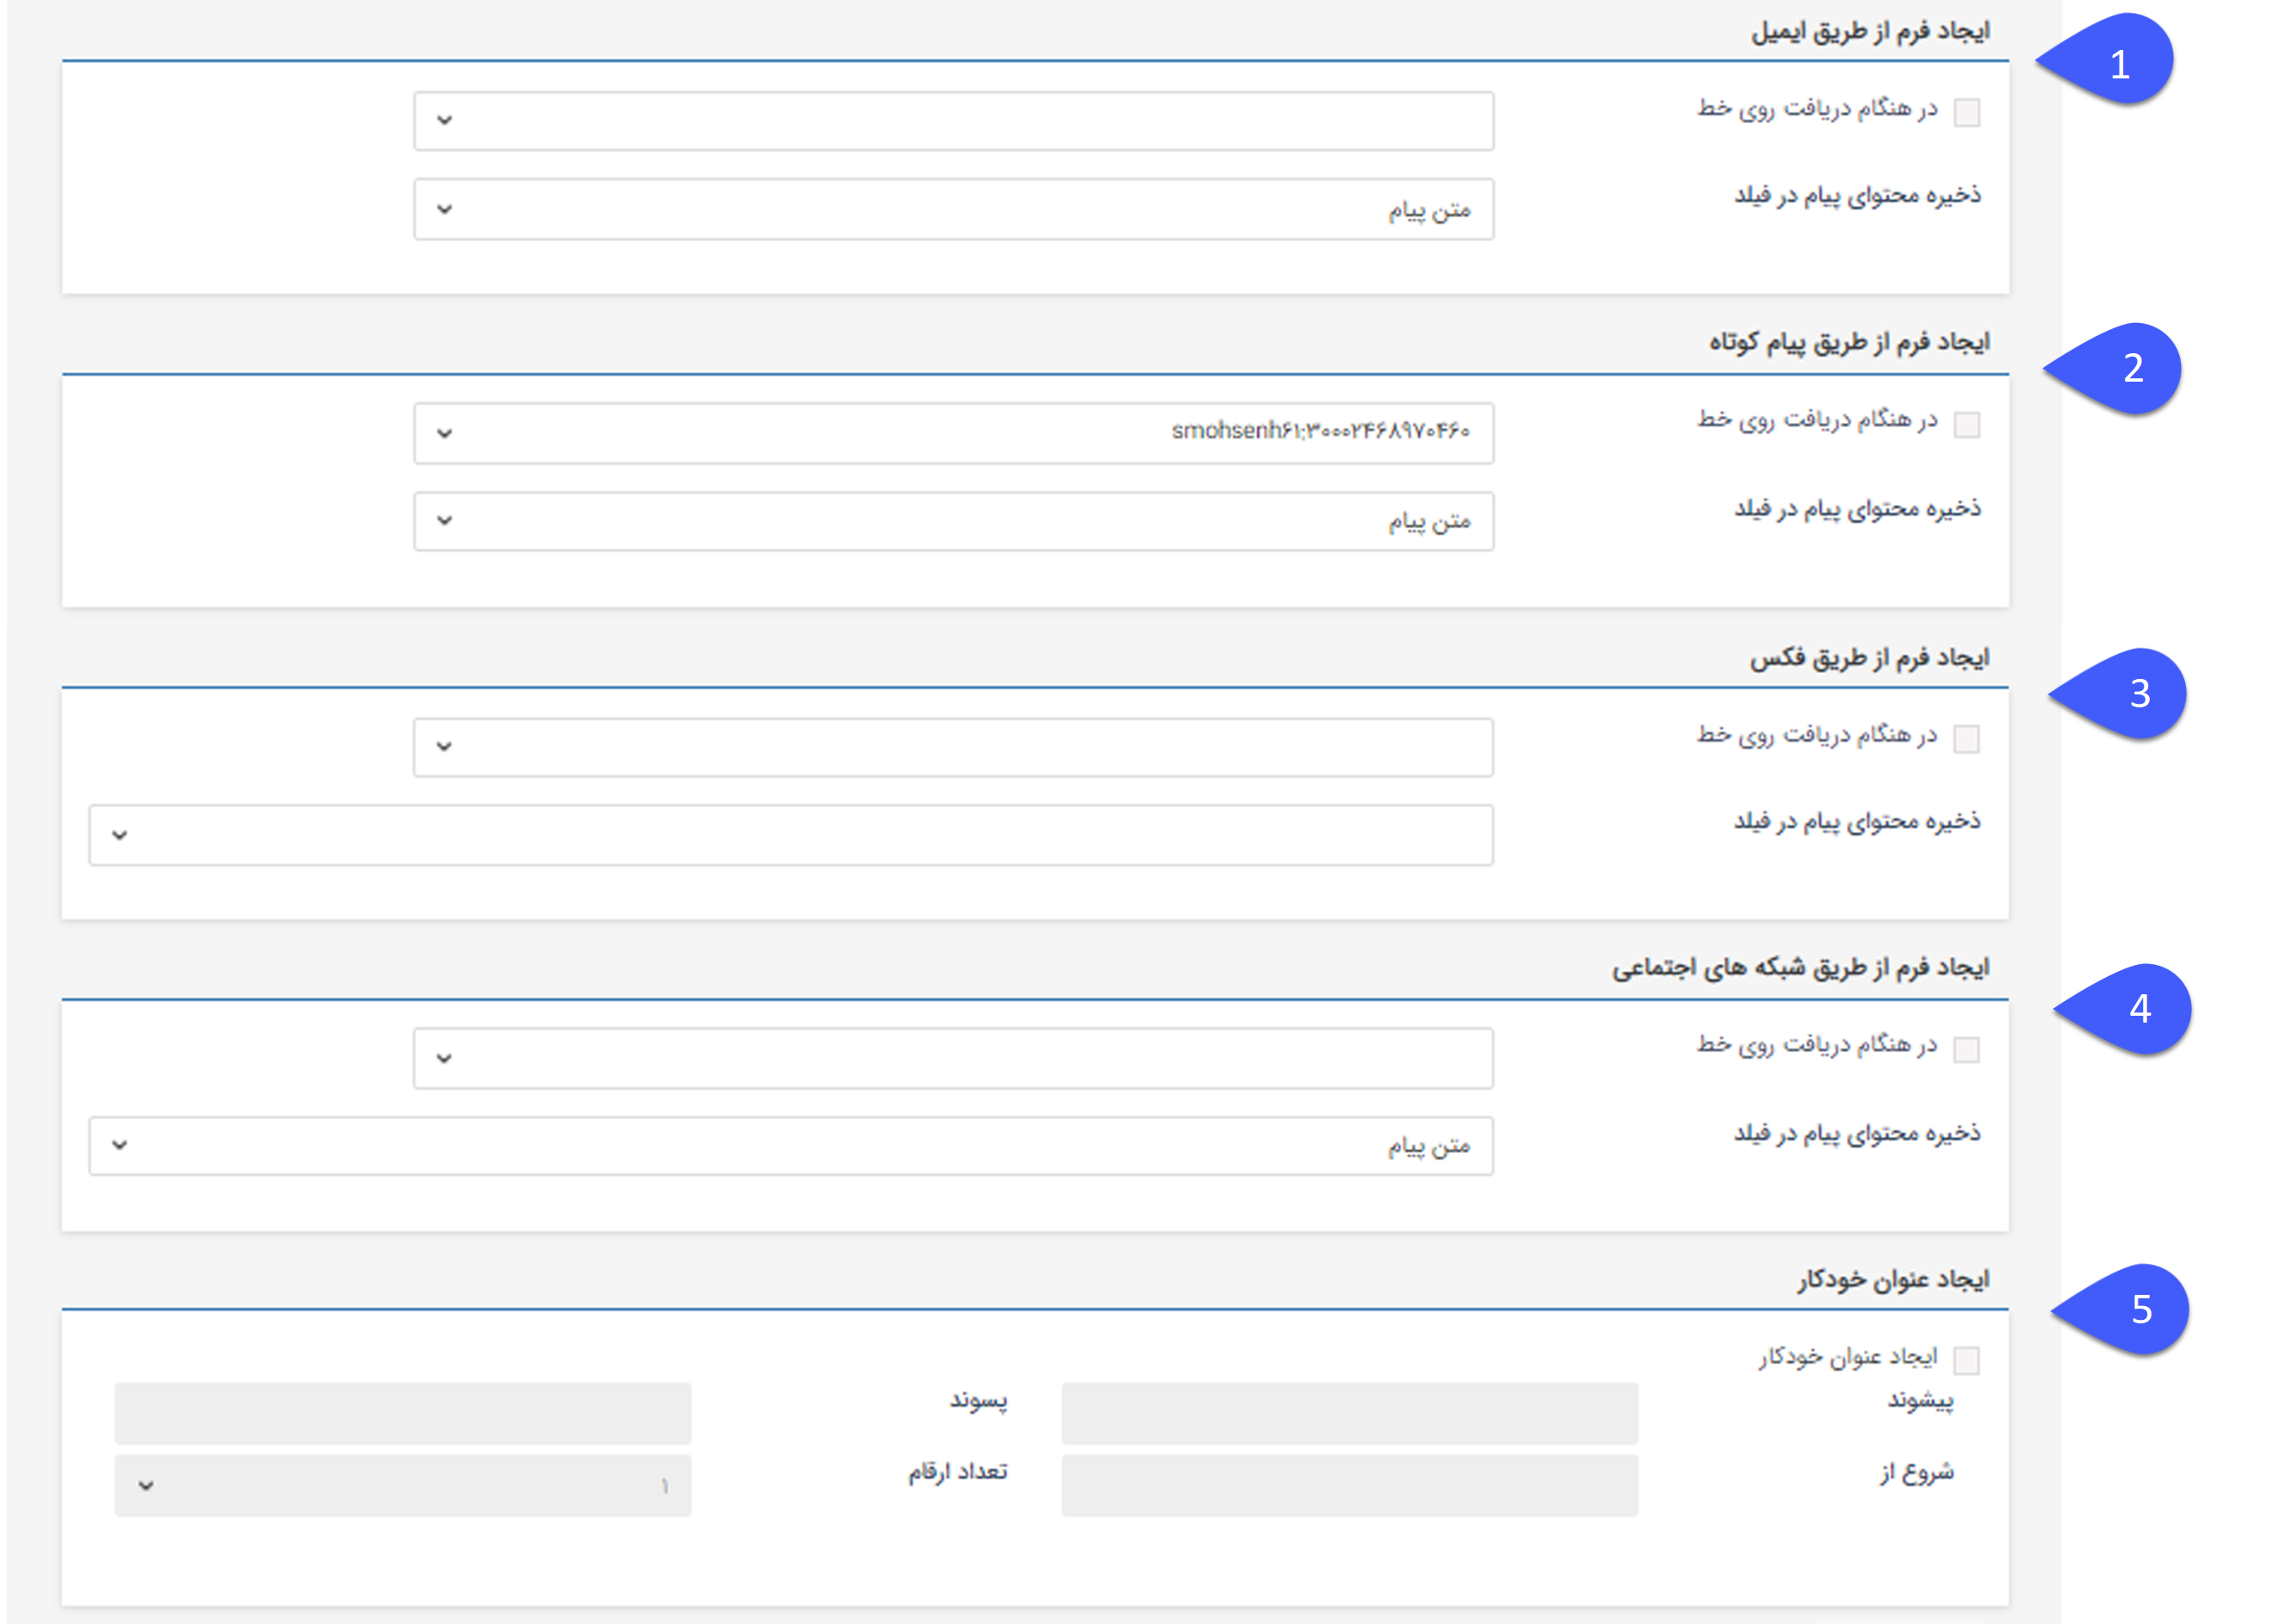 ایجاد فرم از طریق ایمیل
1
در هنگام دریافت روی خط
ذخیره محتوای پیام در فیلد
متن پیام
ایجاد فرم از طریق پیام کوتاه
2
در هنگام دریافت روی خط
smohsenh۶۱;۳۰۰۰۲۴۶۸۹۷۰۴۶۰
ذخیره محتوای پیام در فیلد
متن پیام
ایجاد فرم از طریق فکس
3
در هنگام دریافت روی خط
ذخیره محتوای پیام در فیلد
ایجاد فرم از طریق شبکه های اجتماعی
4
در هنگام دریافت روی خط
ذخیره محتوای پیام در فیلد
متن پیام
ایجاد عنوان خودکار
5
ایجاد عنوان خودکار
پیشوند
پسوند
شروع از
تعداد ارقام
۱